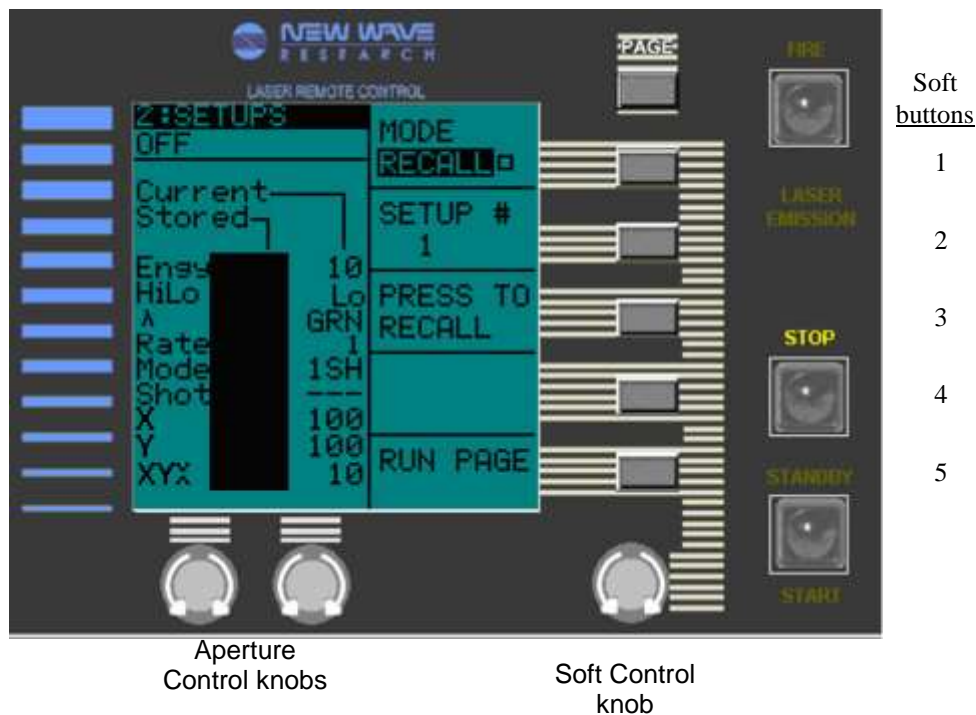 NEW WAVE
RESEARCH
LASER REMOTE CONTROL
2:SETUPS
OFF
Current
Stored
Engy 10
HiLo Lo
λ GRN
Rate 1
Mode 1SH
Shot ---
X 100
Y 100
XY% 10
MODE
RECALL
SETUP #
1
PRESS TO
RECALL
RUN PAGE
PAGE
FIRE
LASER
EMISSION
STOP
STANDBY
START
Soft
buttons
1
2
3
4
5
Aperture
Control knobs
Soft Control
knob